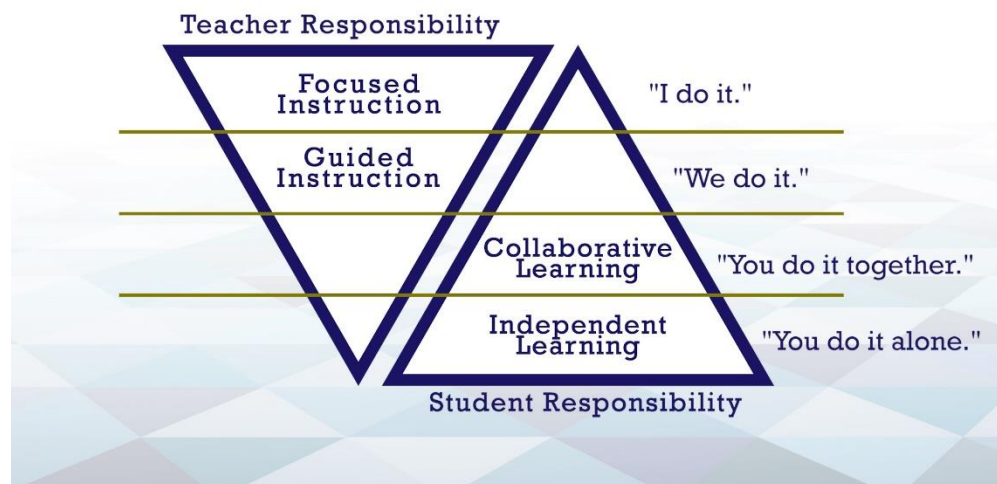 Teacher Responsibility
Focused
Instruction
"I do it."
Guided
Instruction
"We do it."
Collaborative
Learning
"You do it together."
Independent
Learning
"You do it alone."
Student Responsibility